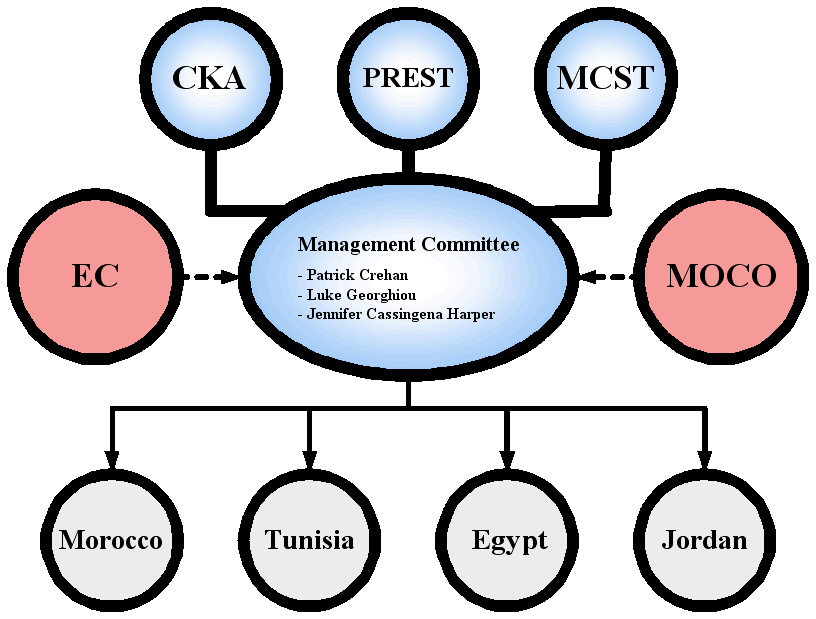 CKA
PREST
MCST
EC
Management Committee
- Patrick Crehan
- Luke Georghiou
- Jennifer Cassingena Harper
MOCO
Morocco
Tunisia
Egypt
Jordan